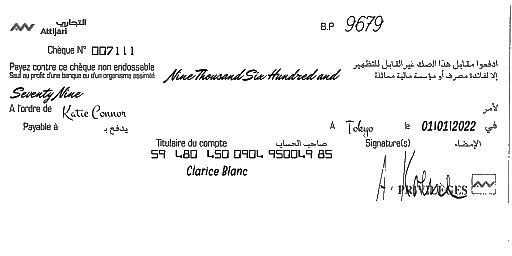 التجاري
Attijari
B.P 9679
Chèque N° 007111
Payez contre ce chèque non endossable
Sauf au profit d'une banque ou d'un organisme assimilé
Nine Thousand Six Hundred and
ادفعوا مقابل هذا الصك غير القابل للتظهير
إلا لفائدة مصرف أو مؤسسة مالية مماثلة
Seventy Nine
A l'ordre de Katie Connor
لأمر
Payable à
يدفع بـ
A Tokyo le 01/01/2022 في
Titulaire du compte صاحب الحساب
Signature(s) الإمضاء
59 480 450 0904 950049 85
Clarice Blanc
PRIVILEGES